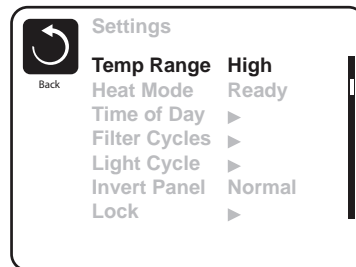 Settings
Back
Temp Range High
Heat Mode Ready
Time of Day ▶
Filter Cycles ▶
Light Cycle ▶
Invert Panel Normal
Lock ▶